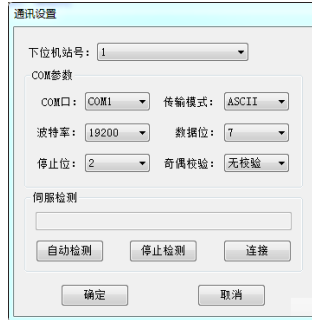 通讯设置
下位机站号: 1
COM参数
COM口: COM1 传输模式: ASCII
波特率: 19200 数据位: 7
停止位: 2 奇偶校验: 无校验
伺服检测
自动检测 停止检测 连接
确定 取消